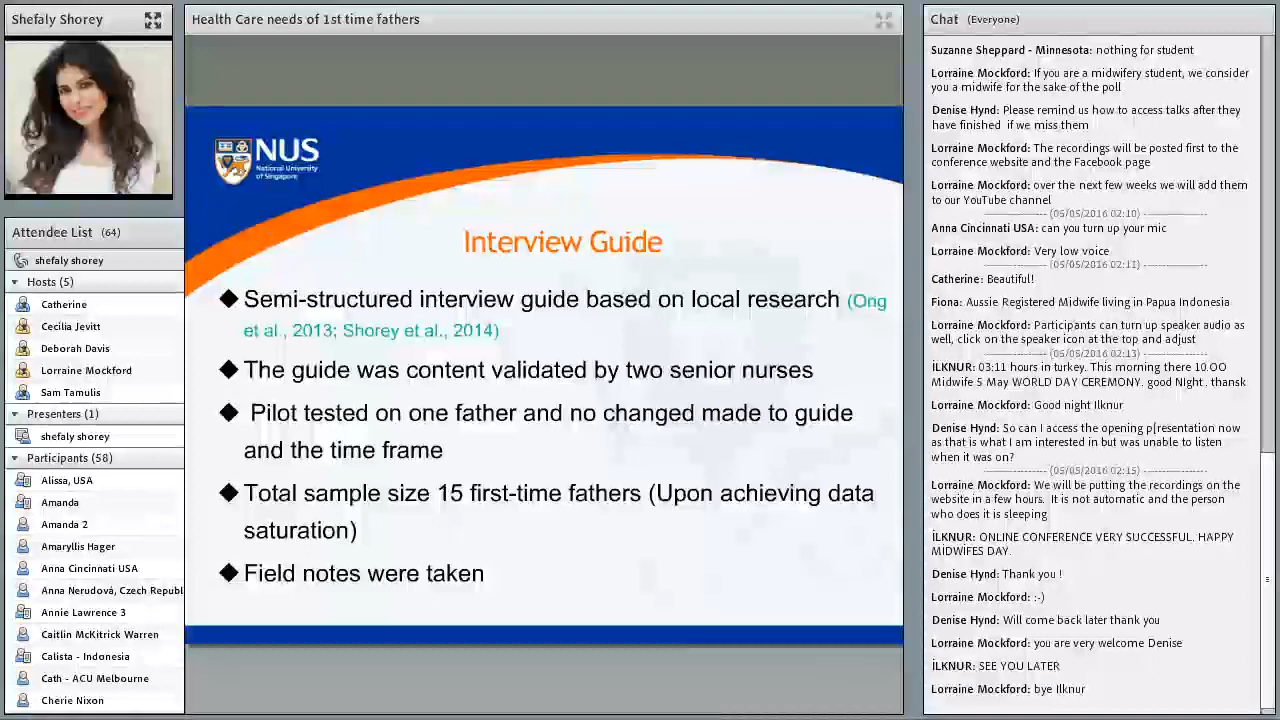 Shefaly Shorey
Attendee List (64)
shefaly shorey
Hosts (5)
Catherine
Cecilia Jevitt
Deborah Davis
Lorraine Mockford
Sam Tamulis
Presenters (1)
shefaly shorey
Participants (58)
Alissa, USA
Amanda
Amanda 2
Amaryllis Hager
Anna Cincinnati USA
Anna Nerudová, Czech Republ
Annie Lawrence 3
Caitlin McKitrick Warren
Calista - Indonesia
Cath - ACU Melbourne
Cherie Nixon
Health Care needs of 1st time fathers
NUS
National University
of Singapore
Interview Guide
◆ Semi-structured interview guide based on local research (Ong
et al., 2013; Shorey et al., 2014)
◆ The guide was content validated by two senior nurses
◆ Pilot tested on one father and no changed made to guide
and the time frame
◆ Total sample size 15 first-time fathers (Upon achieving data
saturation)
◆ Field notes were taken
Chat (Everyone)
Suzanne Sheppard - Minnesota: nothing for student
Lorraine Mockford: If you are a midwifery student, we consider
you a midwife for the sake of the poll
Denise Hynd: Please remind us how to access talks after they
have finished if we miss them
Lorraine Mockford: The recordings will be posted first to the
conference website and the Facebook page
Lorraine Mockford: over the next few weeks we will add them
to our YouTube channel
------------------ (05/05/2016 02:10) ------------------
Anna Cincinnati USA: can you turn up your mic
Lorraine Mockford: Very low voice
------------------ (05/05/2016 02:11) ------------------
Catherine: Beautiful!
Fiona: Aussie Registered Midwife living in Papua Indonesia
Lorraine Mockford: Participants can turn up speaker audio as
well, click on the speaker icon at the top and adjust
------------------ (05/05/2016 02:13) ------------------
İLKNUR: 03:11 hours in turkey. This morning there 10.OO
Midwife 5 May WORLD DAY CEREMONY. good NIght . thank
Lorraine Mockford: Good night Ilknur
Denise Hynd: So can I access the opening p[resentation now
as that is what I am interested in but was unable to listen
when it was on?
------------------ (05/05/2016 02:15) ------------------
Lorraine Mockford: We will be putting the recordings on the
website in a few hours. It is not automatic and the person
who does it is sleeping
İLKNUR: ONLINE CONFERENCE VERY SUCCESSFUL. HAPPY
MİDWİFES DAY.
Denise Hynd: Thank you !
Lorraine Mockford: :-)
Denise Hynd: Will come back later thank you
Lorraine Mockford: you are very welcome Denise
İLKNUR: SEE YOU LATER
Lorraine Mockford: bye Ilknur